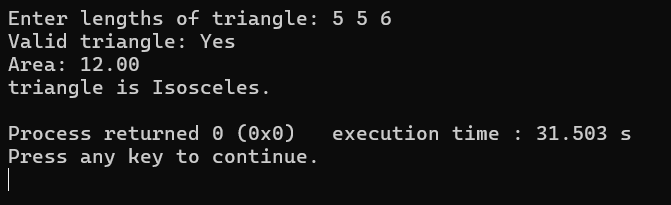 Enter lengths of triangle: 5 5 6
Valid triangle: Yes
Area: 12.00
triangle is Isosceles.
Process returned 0 (0x0)   execution time : 31.503 s
Press any key to continue.